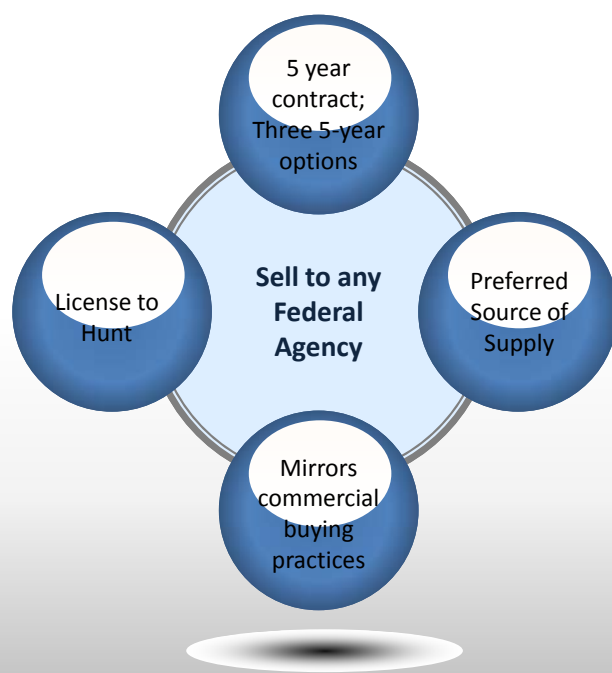 5 year
contract;
Three 5-year
options
License to
Hunt
Sell to any
Federal
Agency
Preferred
Source of
Supply
Mirrors
commercial
buying
practices